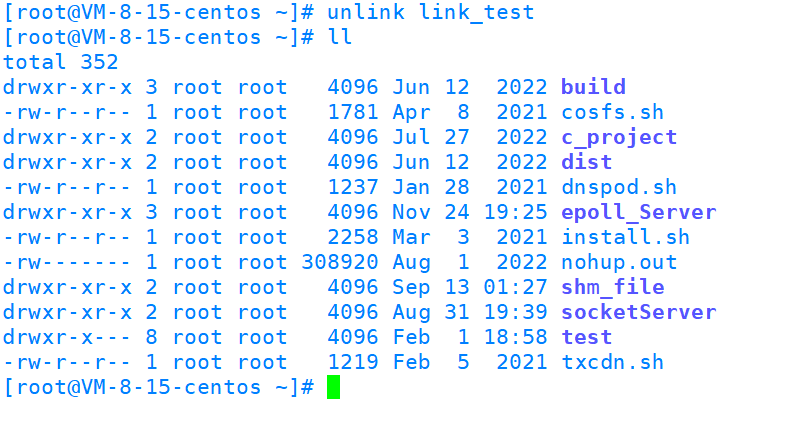 [root@VM-8-15-centos ~]# unlink link_test
[root@VM-8-15-centos ~]# ll
total 352
drwxr-xr-x 3 root root   4096 Jun 12  2022 build
-rw-r--r-- 1 root root   1781 Apr  8  2021 cosfs.sh
drwxr-xr-x 2 root root   4096 Jul 27  2022 c_project
drwxr-xr-x 2 root root   4096 Jun 12  2022 dist
-rw-r--r-- 1 root root   1237 Jan 28  2021 dnspod.sh
drwxr-xr-x 3 root root   4096 Nov 24 19:25 epoll_Server
-rw-r--r-- 1 root root   2258 Mar  3  2021 install.sh
-rw------- 1 root root 308920 Aug  1  2022 nohup.out
drwxr-xr-x 2 root root   4096 Sep 13 01:27 shm_file
drwxr-xr-x 2 root root   4096 Aug 31 19:39 socketServer
drwxr-x--- 8 root root   4096 Feb  1 18:58 test
-rw-r--r-- 1 root root   1219 Feb  5  2021 txcdn.sh
[root@VM-8-15-centos ~]#